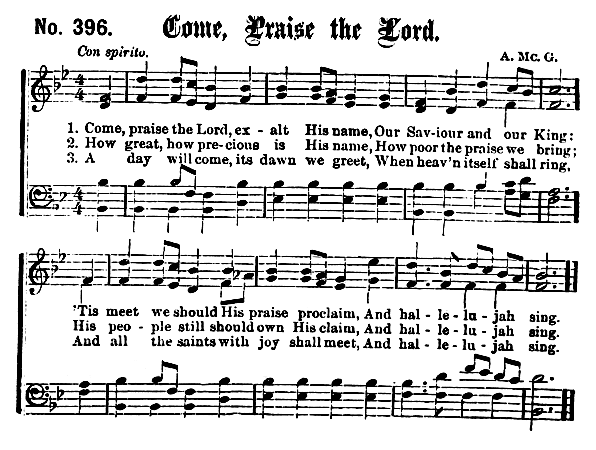 No. 396. Come, Praise the Lord.
Con spirito. A. Mc. G.
1. Come, praise the Lord, ex - alt His name, Our Sav-iour and our King:
2. How great, how pre-cious is His name, How poor the praise we bring;
3. A day will come, its dawn we greet, When heav'n itself shall ring,
'Tis meet we should His praise proclaim, And hal - le - lu - jah sing.
His peo - ple still should own His claim, And hal - le - lu - jah sing.
And all the saints with joy shall meet, And hal - le - lu - jah sing.